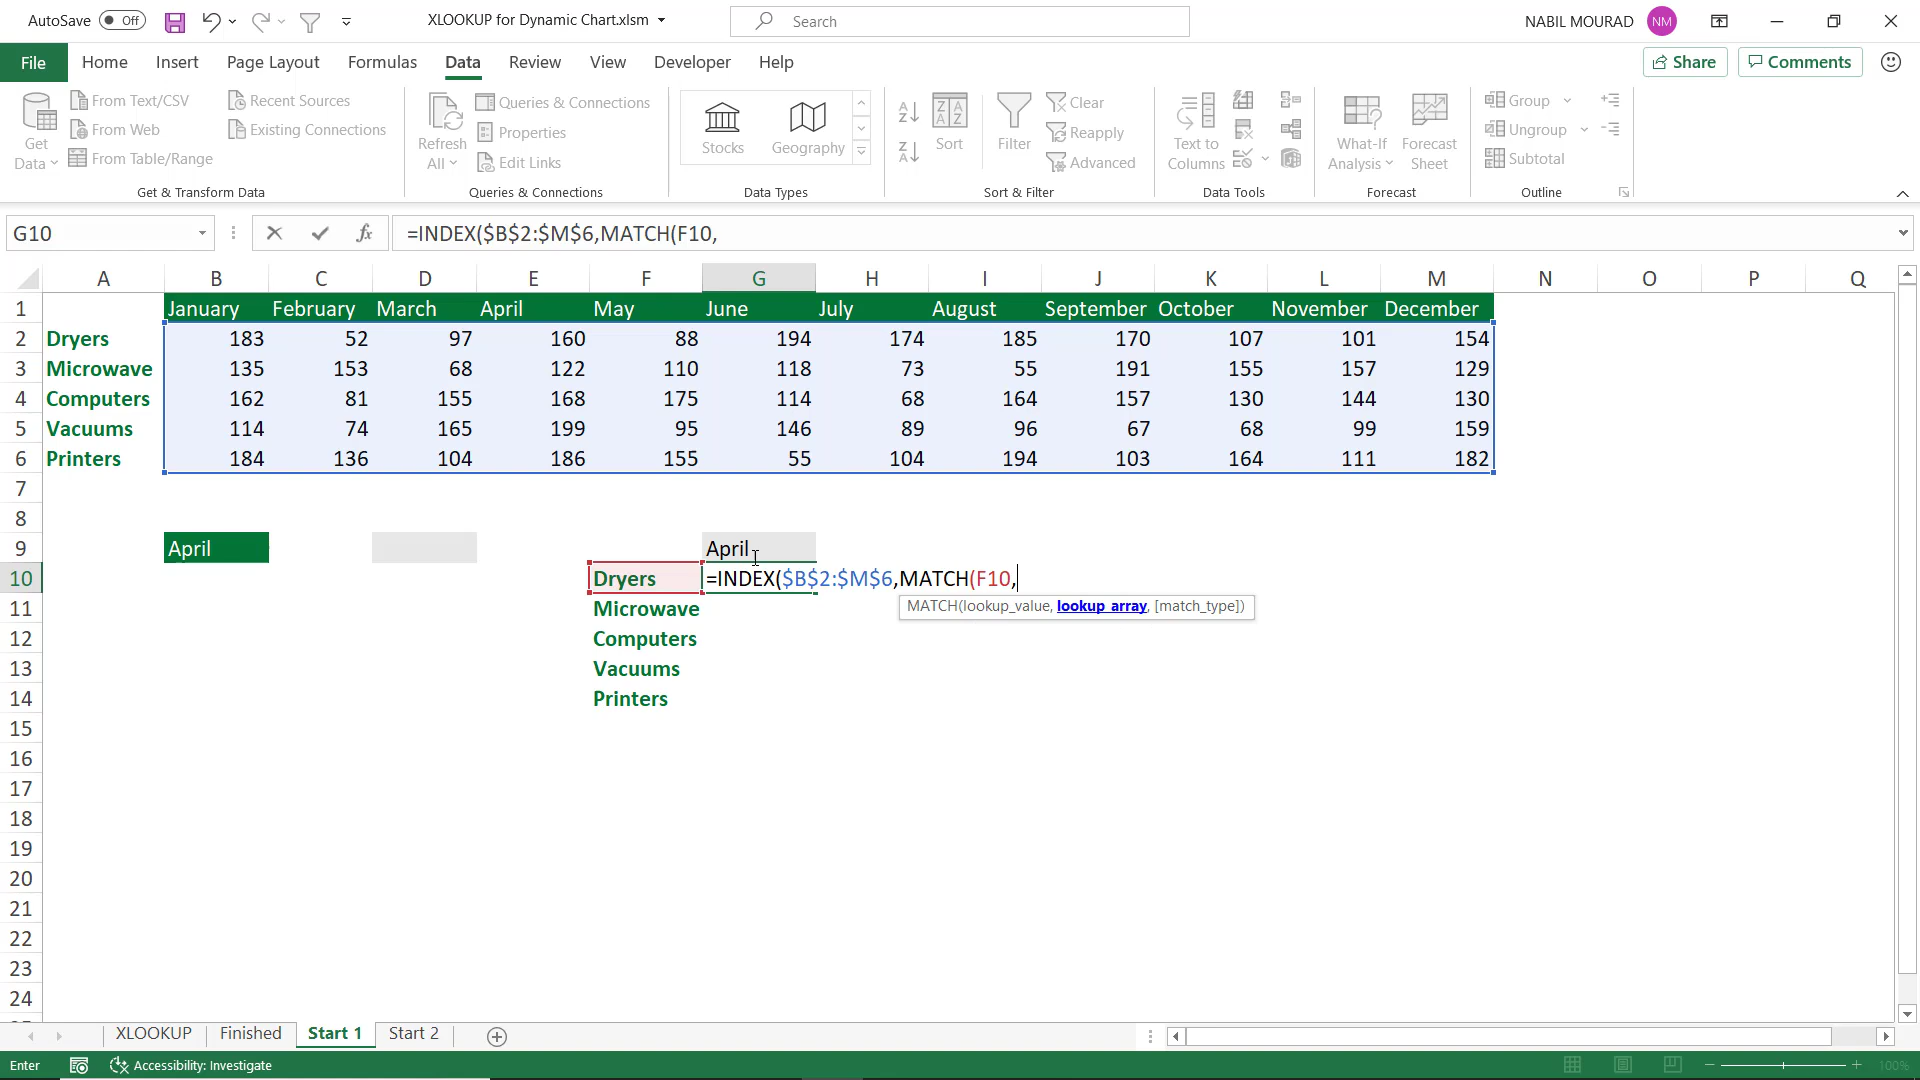 AutoSave Off XLOOKUP for Dynamic Chart.xlsm Search NABIL MOURAD NM
File Home Insert Page Layout Formulas Data Review View Developer Help Share Comments
Get Data
From Text/CSV
From Web
From Table/Range
Recent Sources
Existing Connections
Get & Transform Data
Refresh All
Queries & Connections
Properties
Edit Links
Queries & Connections
Stocks Geography
Data Types
Sort
Filter
Clear
Reapply
Advanced
Sort & Filter
Text to Columns
Data Tools
What-If Analysis
Forecast Sheet
Forecast
Group
Ungroup
Subtotal
Outline
G10 fx =INDEX($B$2:$M$6,MATCH(F10,
A B C D E F G H I J K L M N O P Q
1 January February March April May June July August September October November December
2 Dryers 183 52 97 160 88 194 174 185 170 107 101 154
3 Microwave 135 153 68 122 110 118 73 55 191 155 157 129
4 Computers 162 81 155 168 175 114 68 164 157 130 144 130
5 Vacuums 114 74 165 199 95 146 89 96 67 68 99 159
6 Printers 184 136 104 186 155 55 104 194 103 164 111 182
7
8
9 April April
10 Dryers =INDEX($B$2:$M$6,MATCH(F10,
11 Microwave MATCH(lookup_value, lookup_array, [match_type])
12 Computers
13 Vacuums
14 Printers
15
16
17
18
19
20
21
22
23
24
XLOOKUP Finished Start 1 Start 2
Enter Accessibility: Investigate 100%